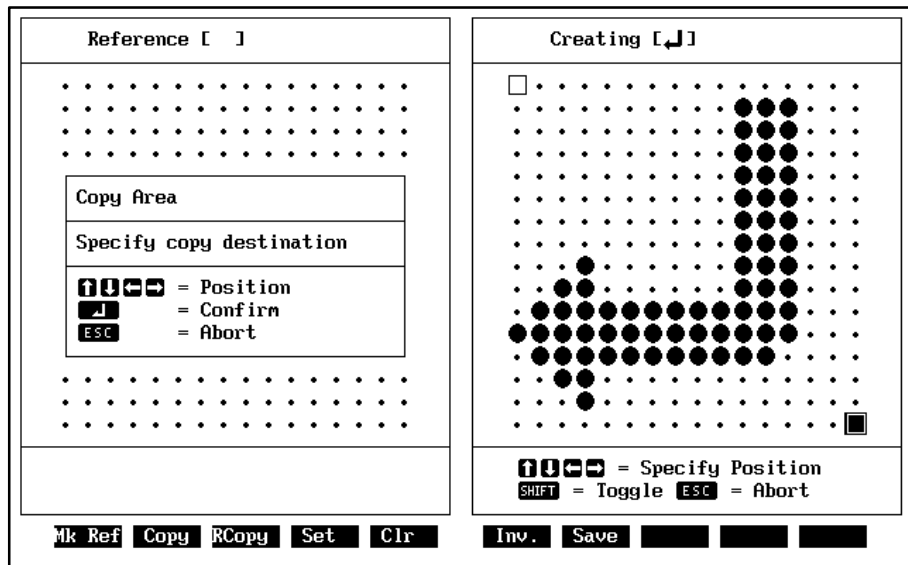 Reference [ ]
Copy Area
Specify copy destination
↑↓←→ = Position
↵ = Confirm
ESC = Abort
Creating [↵]
↑↓←→ = Specify Position
SHIFT = Toggle ESC = Abort
Mk Ref Copy RCopy Set Clr Inv. Save